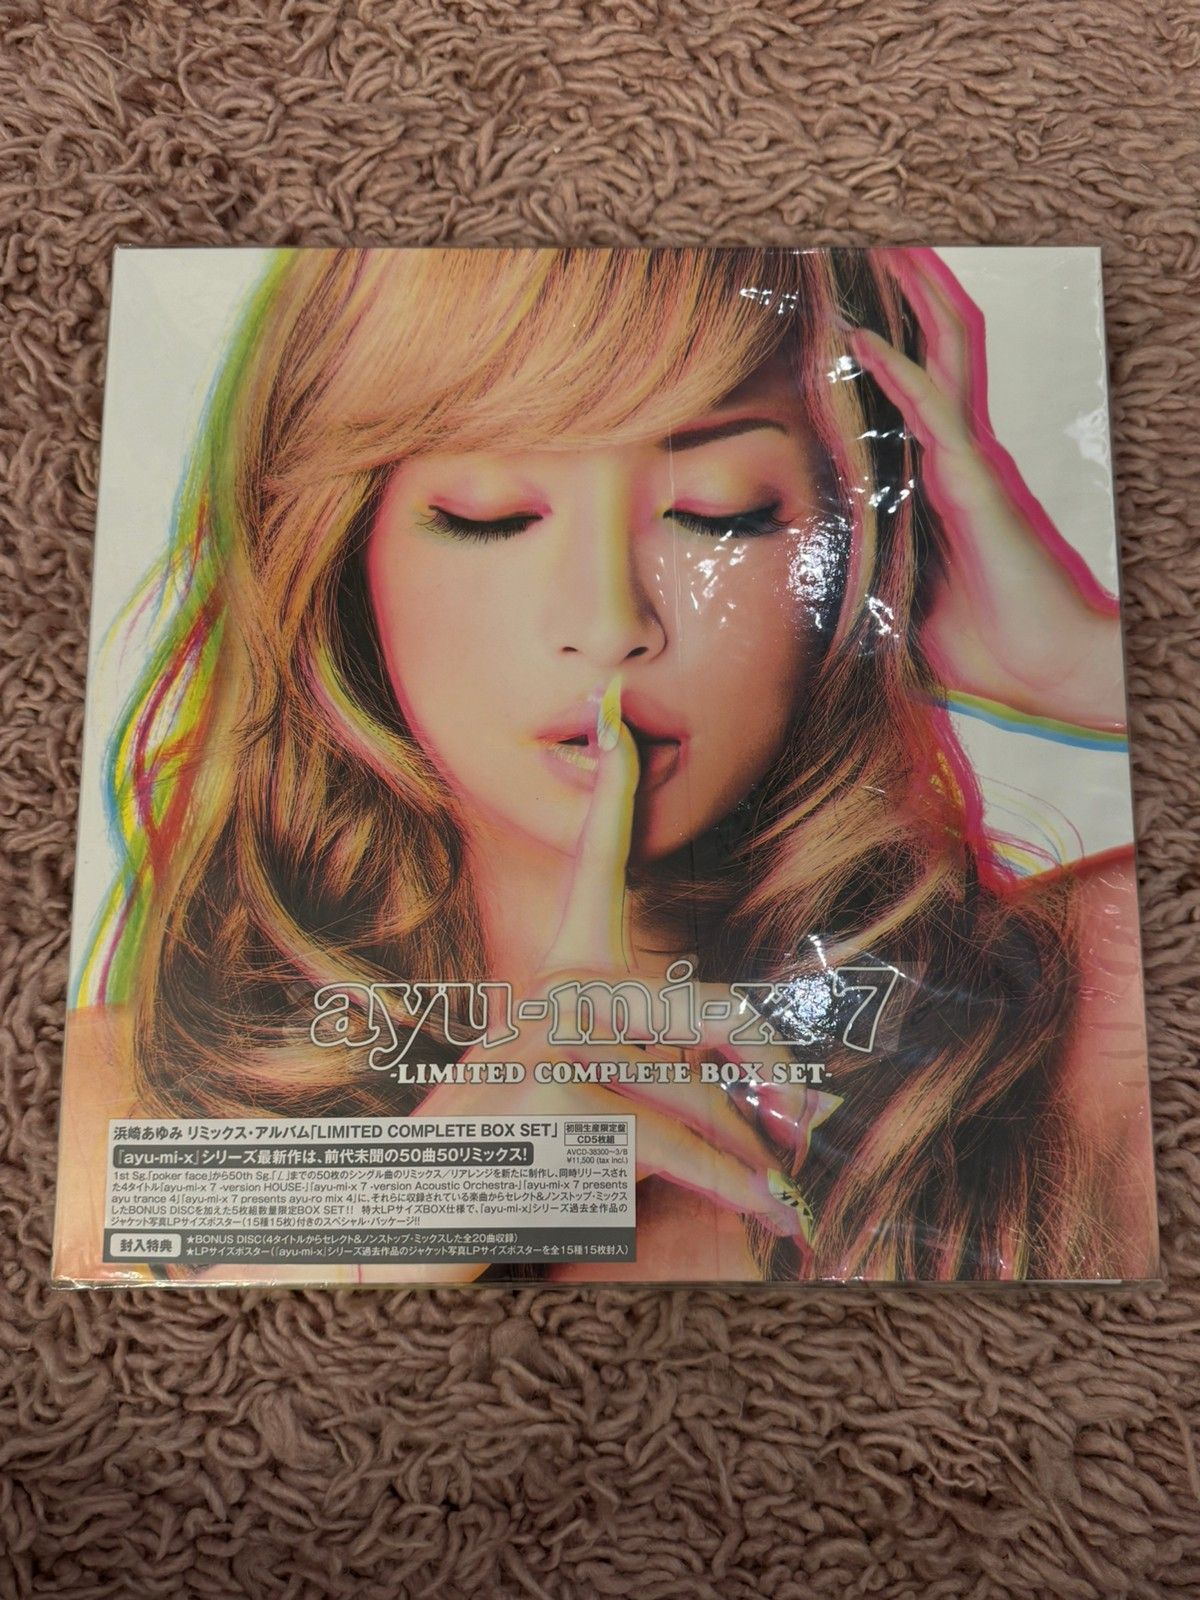 ayu-mi-x 7
-LIMITED COMPLETE BOX SET-
浜崎あゆみ リミックス・アルバム「LIMITED COMPLETE BOX SET」
初回生産限定盤
CD5枚組
AVCD-38300〜3/B
¥11,500 (tax incl.)
『ayu-mi-x』シリーズ最新作は、前代未聞の50曲50リミックス!
1st Sg.「poker face」から50th Sg.「L」までの50枚のシングル曲のリミックス/リアレンジを新たに制作し、同時リリースされ
た4タイトル「ayu-mi-x 7 -version HOUSE-」「ayu-mi-x 7 -version Acoustic Orchestra-」「ayu-mi-x 7 presents
ayu trance 4」「ayu-mi-x 7 presents ayu-ro mix 4」に、それらに収録されている楽曲からセレクト&ノンストップ・ミックス
したBONUS DISCを加えた5枚組数量限定BOX SET!! 特大LPサイズBOX仕様で、『ayu-mi-x』シリーズ過去全作品の
ジャケット写真LPサイズポスター(15種15枚)付きのスペシャル・パッケージ!!
封入特典
★BONUS DISC(4タイトルからセレクト&ノンストップ・ミックスした全20曲収録)
★LPサイズポスター(『ayu-mi-x』シリーズ過去作品のジャケット写真LPサイズポスターを全15種15枚封入)